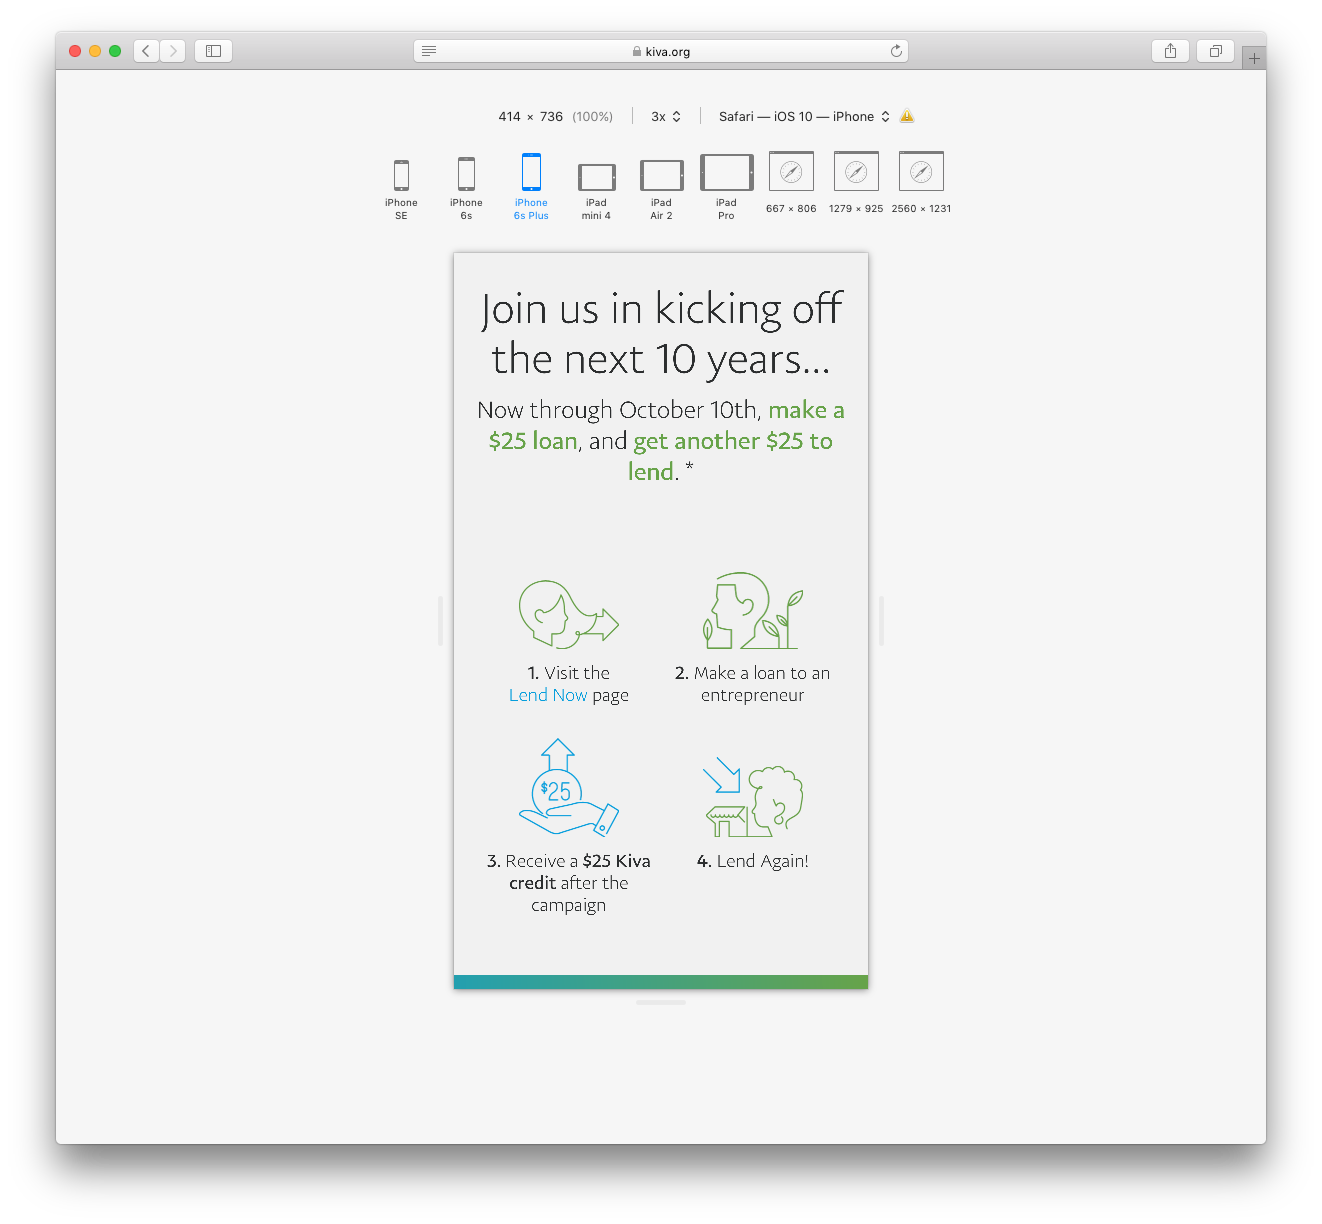 kiva.org
414 × 736 (100%) 3x Safari — iOS 10 — iPhone
iPhone
SE
iPhone
6s
iPhone
6s Plus
iPad
mini 4
iPad
Air 2
iPad
Pro
667 × 806
1279 × 925
2560 × 1231
Join us in kicking off
the next 10 years...
Now through October 10th, make a
$25 loan, and get another $25 to
lend. *
1. Visit the
Lend Now page
2. Make a loan to an
entrepreneur
$25
3. Receive a $25 Kiva
credit after the
campaign
4. Lend Again!